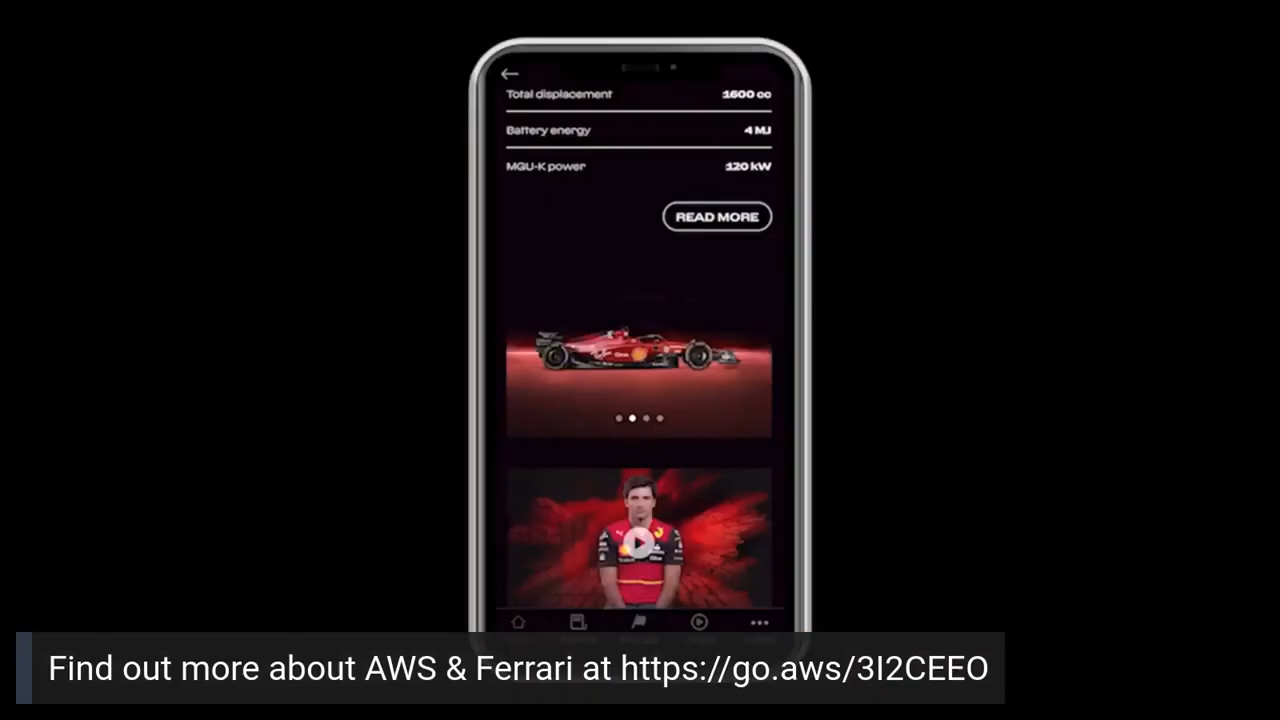 Total displacement 1600 cc
Battery energy 4 MJ
MGU-K power 120 kW
READ MORE
Find out more about AWS & Ferrari at https://go.aws/3I2CEEO